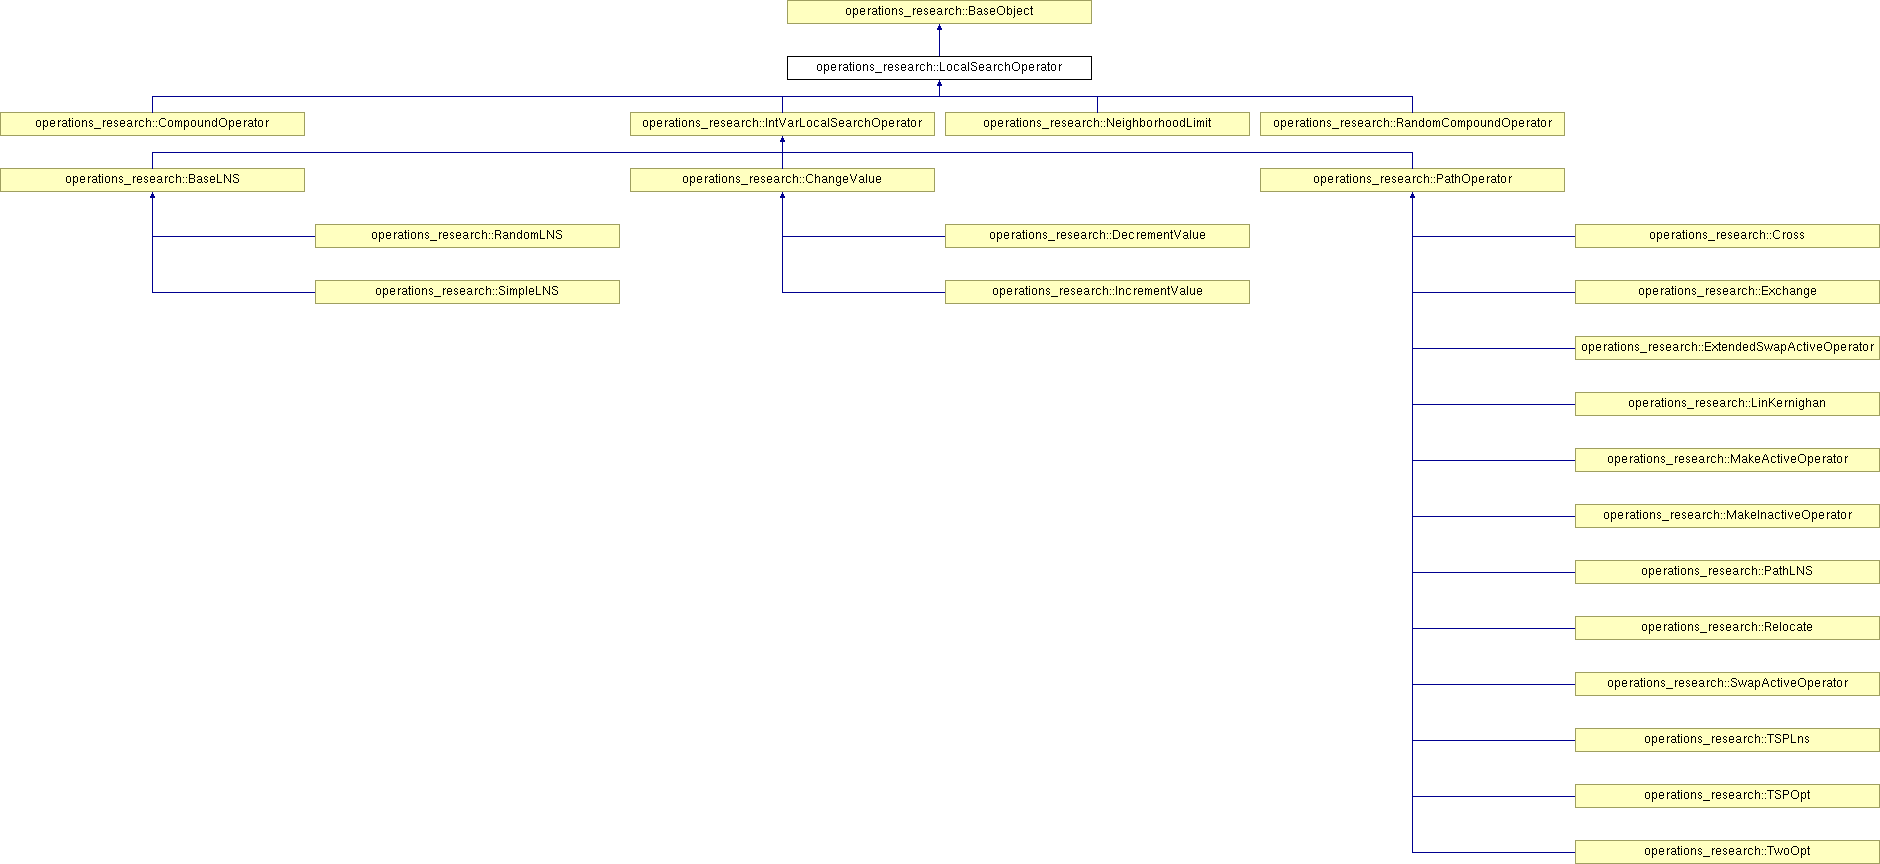 operations_research::BaseObject
operations_research::LocalSearchOperator
operations_research::CompoundOperator
operations_research::IntVarLocalSearchOperator
operations_research::NeighborhoodLimit
operations_research::RandomCompoundOperator
operations_research::BaseLNS
operations_research::ChangeValue
operations_research::PathOperator
operations_research::RandomLNS
operations_research::DecrementValue
operations_research::Cross
operations_research::SimpleLNS
operations_research::IncrementValue
operations_research::Exchange
operations_research::ExtendedSwapActiveOperator
operations_research::LinKernighan
operations_research::MakeActiveOperator
operations_research::MakeInactiveOperator
operations_research::PathLNS
operations_research::Relocate
operations_research::SwapActiveOperator
operations_research::TSPLns
operations_research::TSPOpt
operations_research::TwoOpt